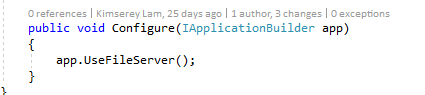 0 references | Kimserey Lam, 25 days ago | 1 author, 3 changes | 0 exceptions
public void Configure(IApplicationBuilder app)
{
app.UseFileServer();
}
}